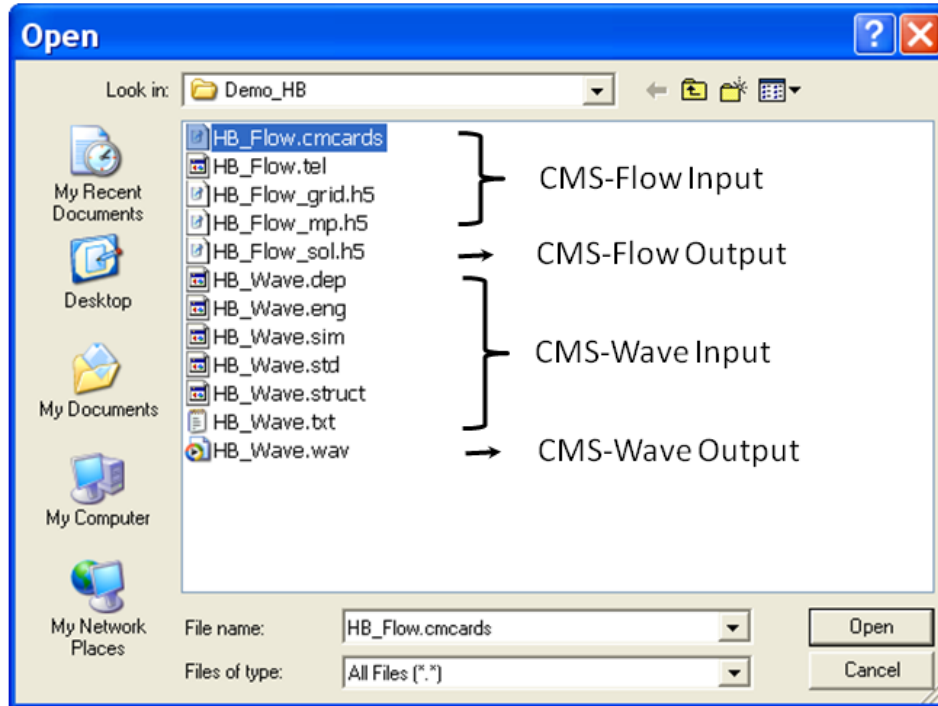 Open
Look in: Demo_HB
My Recent
Documents
Desktop
My Documents
My Computer
My Network
Places
HB_Flow.cmcards
HB_Flow.tel
HB_Flow_grid.h5
HB_Flow_mp.h5
HB_Flow_sol.h5
HB_Wave.dep
HB_Wave.eng
HB_Wave.sim
HB_Wave.std
HB_Wave.struct
HB_Wave.txt
HB_Wave.wav
CMS-Flow Input
CMS-Flow Output
CMS-Wave Input
CMS-Wave Output
File name: HB_Flow.cmcards Open
Files of type: All Files (*.*) Cancel